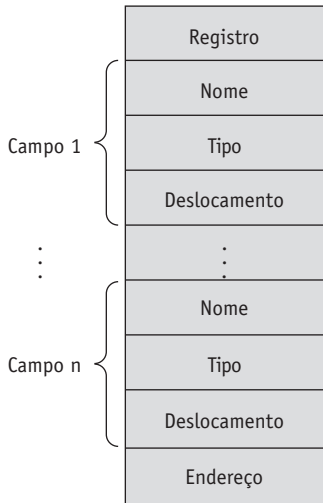 Registro
Campo 1
Nome
Tipo
Deslocamento
Campo n
Nome
Tipo
Deslocamento
Endereço